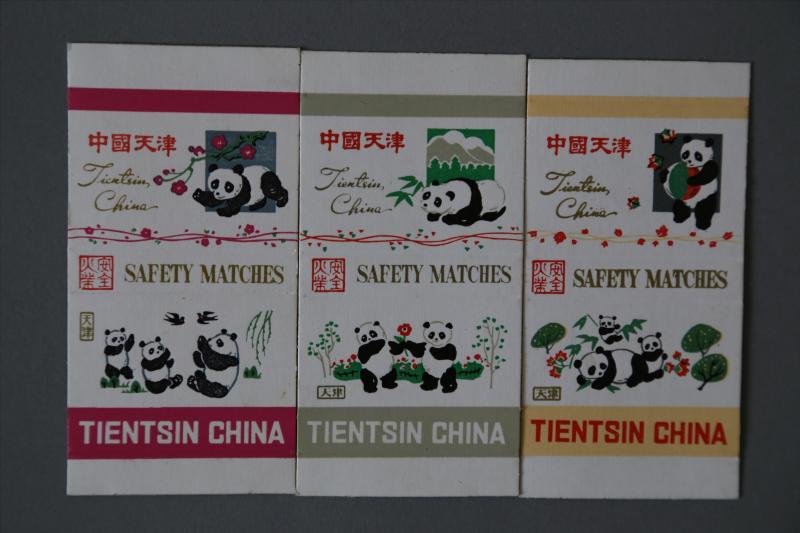 中國天津
Tientsin,
China
安全
火柴
SAFETY MATCHES
天津
TIENTSIN CHINA
中國天津
Tientsin,
China
安全
火柴
SAFETY MATCHES
天津
TIENTSIN CHINA
中國天津
Tientsin,
China
安全
火柴
SAFETY MATCHES
天津
TIENTSIN CHINA